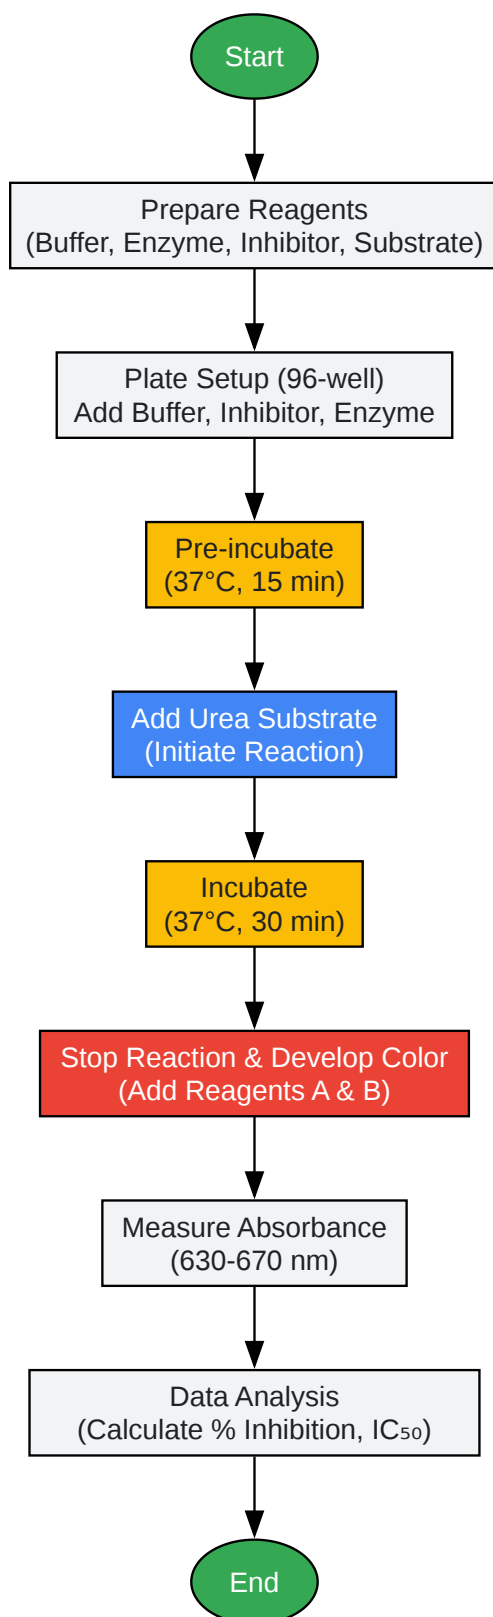 Start
Prepare Reagents
(Buffer, Enzyme, Inhibitor, Substrate)
Plate Setup (96-well)
Add Buffer, Inhibitor, Enzyme
Pre-incubate
(37°C, 15 min)
Add Urea Substrate
(Initiate Reaction)
Incubate
(37°C, 30 min)
Stop Reaction & Develop Color
(Add Reagents A & B)
Measure Absorbance
(630-670 nm)
Data Analysis
(Calculate % Inhibition, IC₅₀)
End